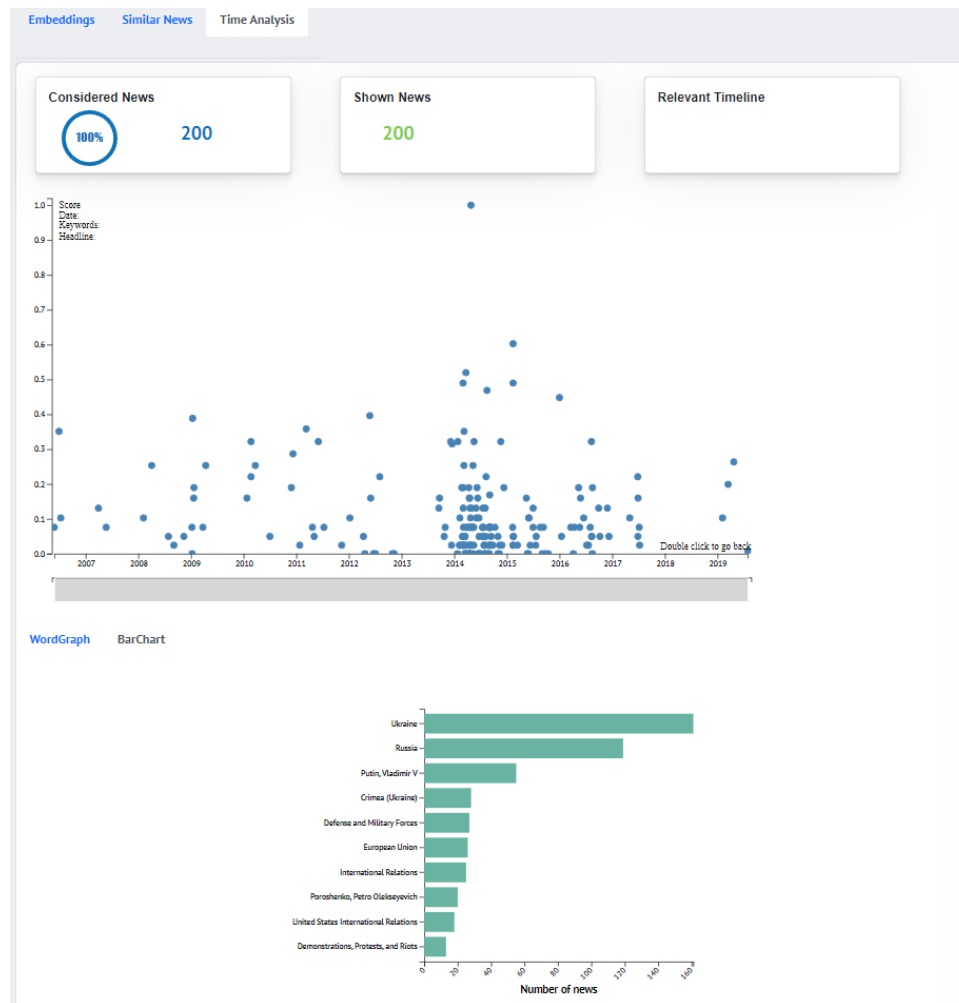 Embeddings Similar News Time Analysis
Considered News
100% 200
Shown News
200
Relevant Timeline
1.0
0.9
0.8
0.7
0.6
0.5
0.4
0.3
0.2
0.1
0.0
Score
Date:
Keywords:
Headline:
Double click to go back
2007 2008 2009 2010 2011 2012 2013 2014 2015 2016 2017 2018 2019
WordGraph BarChart
Ukraine
Russia
Putin, Vladimir V
Crimea (Ukraine)
Defense and Military Forces
European Union
International Relations
Poroshenko, Petro Olekseyevich
United States International Relations
Demonstrations, Protests, and Riots
0 20 40 60 80 100 120 140 160
Number of news